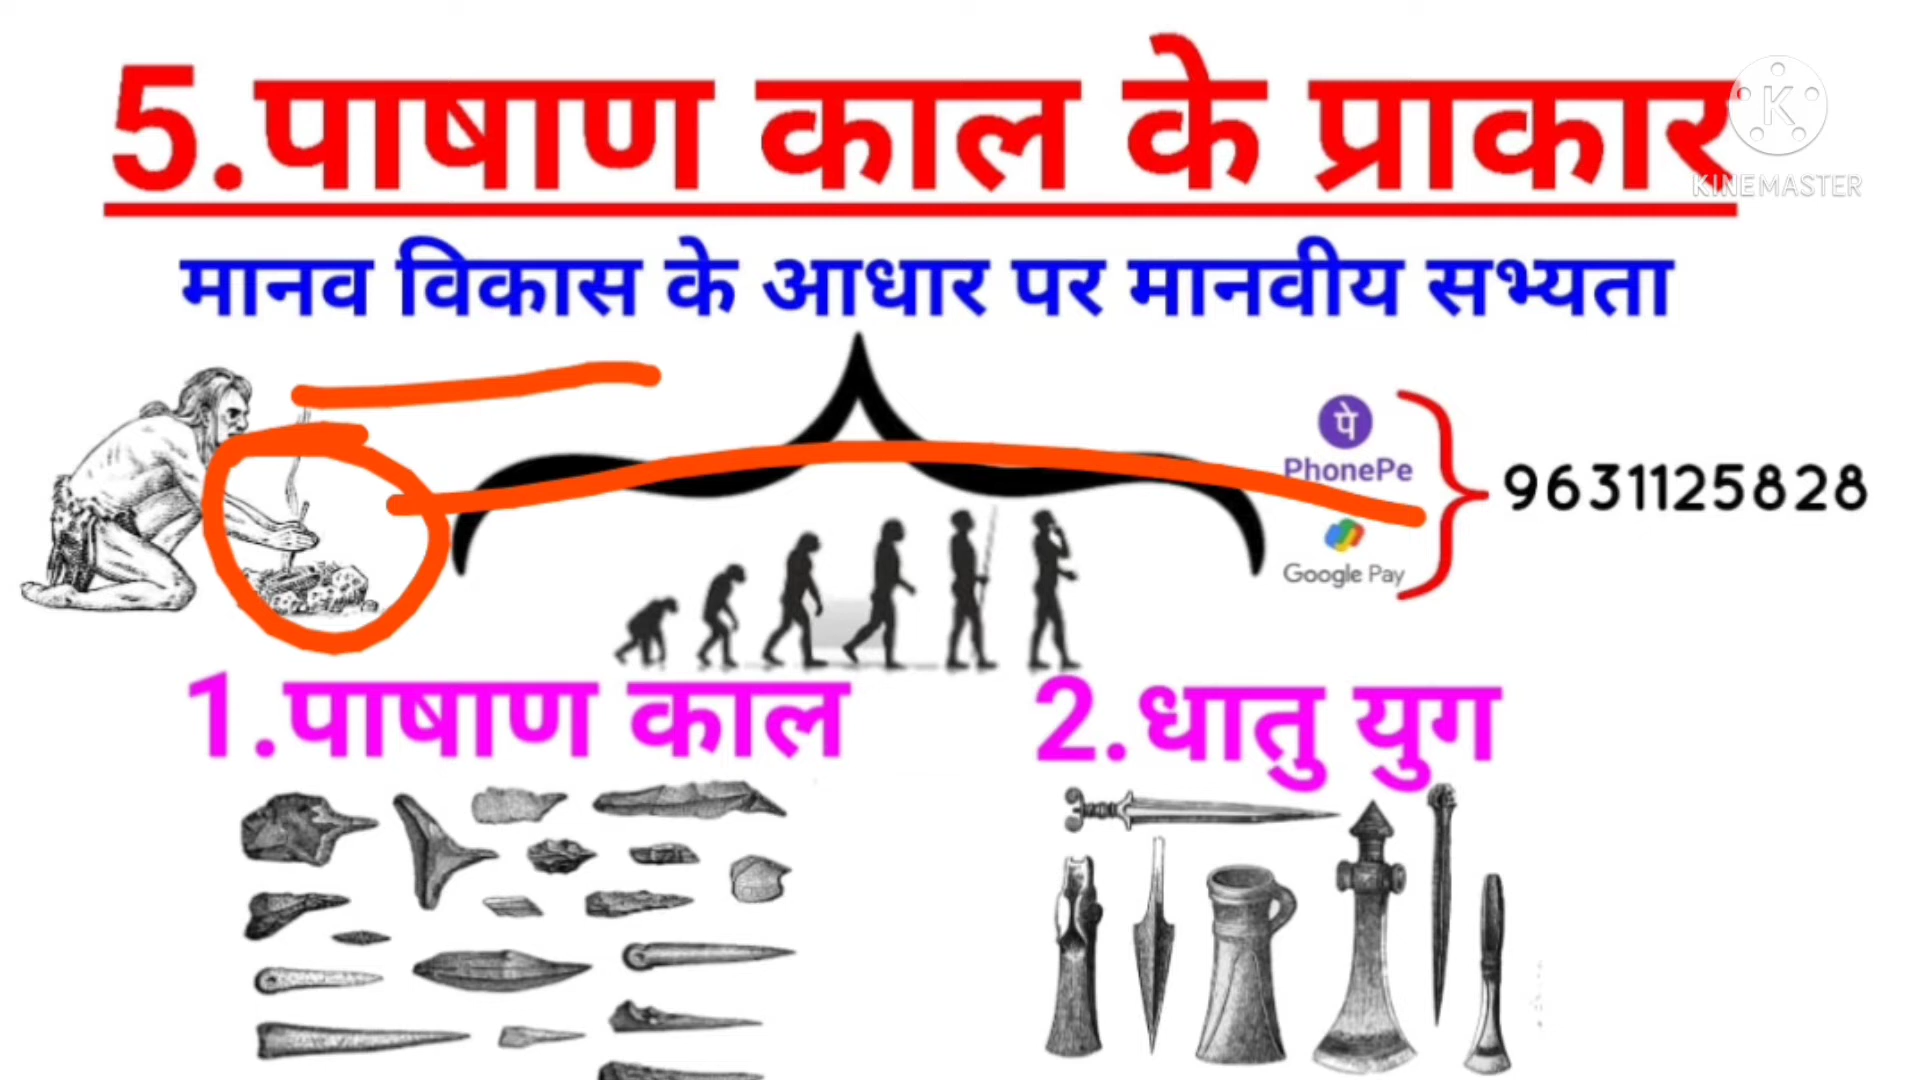 5.पाषाण काल के प्राकार
K
KINEMASTER
मानव विकास के आधार पर मानवीय सभ्यता
पे
PhonePe
9631125828
Google Pay
1.पाषाण काल
2.धातु युग